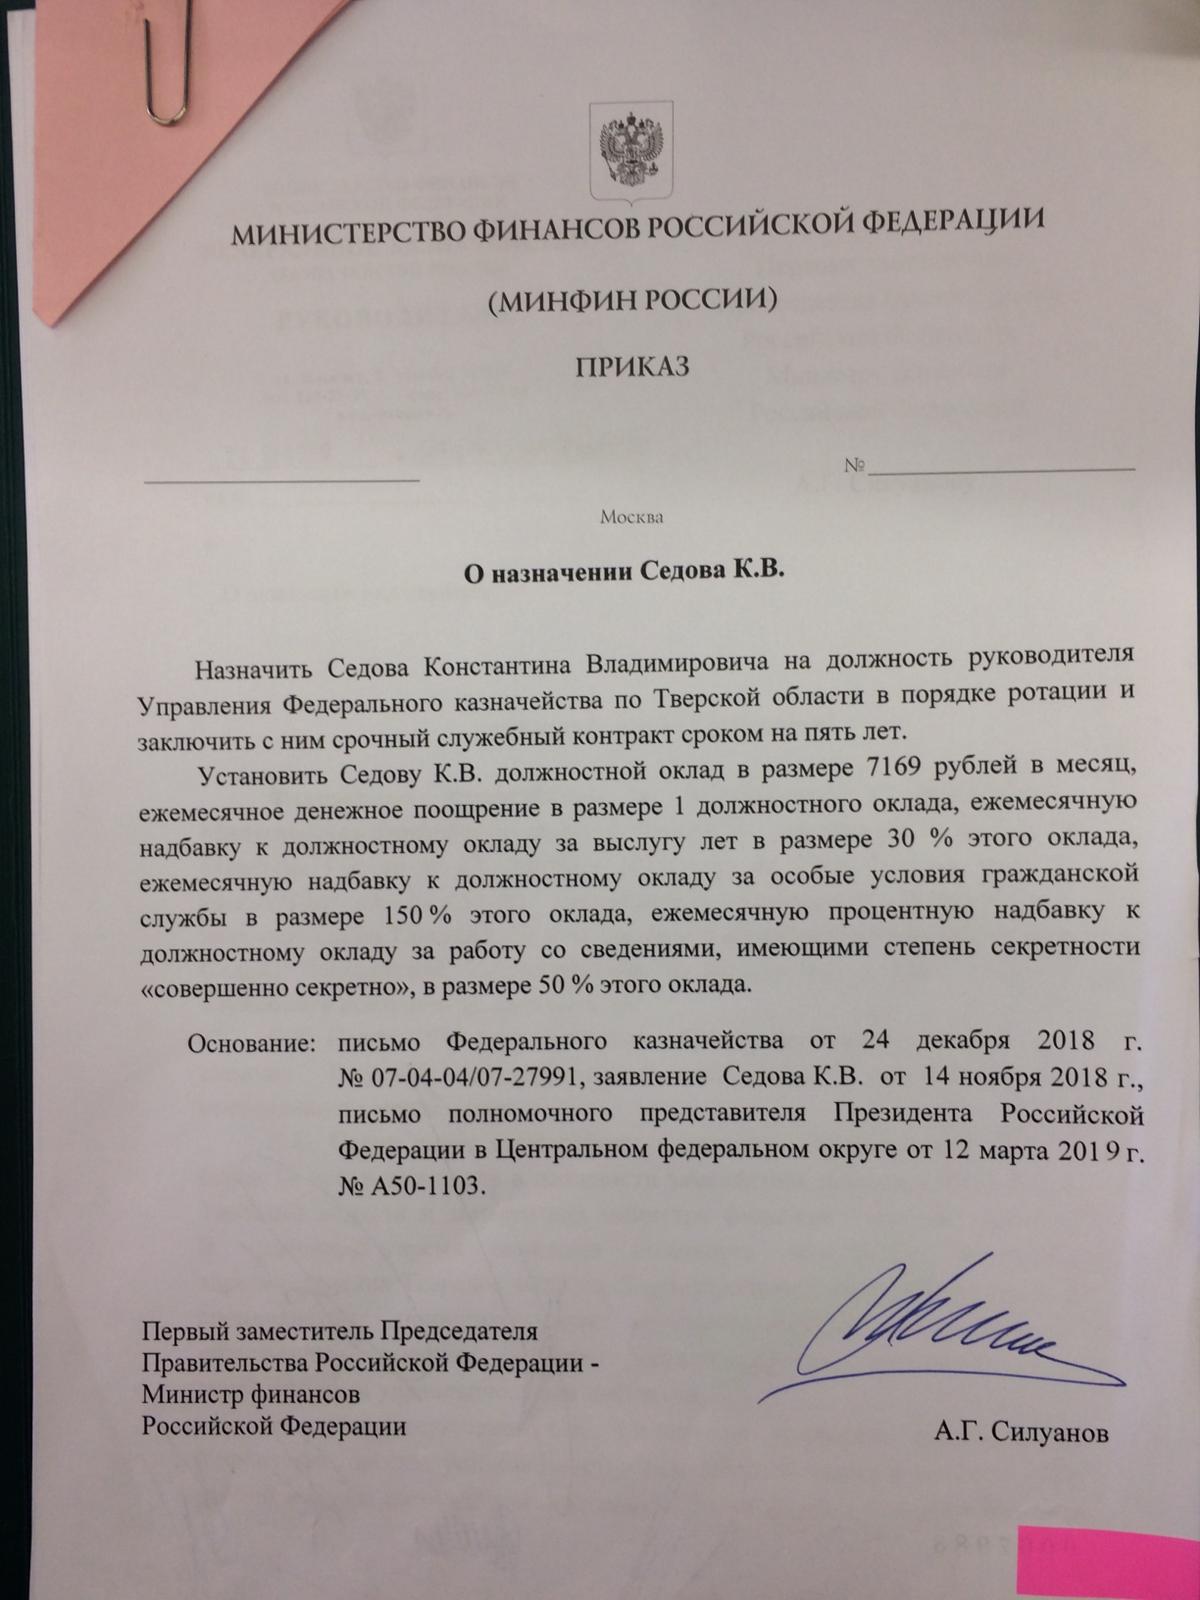 МИНИСТЕРСТВО ФИНАНСОВ РОССИЙСКОЙ ФЕДЕРАЦИИ
(МИНФИН РОССИИ)
ПРИКАЗ
№
Москва
О назначении Седова К.В.
Назначить Седова Константина Владимировича на должность руководителя
Управления Федерального казначейства по Тверской области в порядке ротации и
заключить с ним срочный служебный контракт сроком на пять лет.
Установить Седову К.В. должностной оклад в размере 7169 рублей в месяц,
ежемесячное денежное поощрение в размере 1 должностного оклада, ежемесячную
надбавку к должностному окладу за выслугу лет в размере 30 % этого оклада,
ежемесячную надбавку к должностному окладу за особые условия гражданской
службы в размере 150 % этого оклада, ежемесячную процентную надбавку к
должностному окладу за работу со сведениями, имеющими степень секретности
«совершенно секретно», в размере 50 % этого оклада.
Основание: письмо Федерального казначейства от 24 декабря 2018 г.
№ 07-04-04/07-27991, заявление Седова К.В. от 14 ноября 2018 г.,
письмо полномочного представителя Президента Российской
Федерации в Центральном федеральном округе от 12 марта 2019 г.
№ А50-1103.
Первый заместитель Председателя
Правительства Российской Федерации -
Министр финансов
Российской Федерации
А.Г. Силуанов